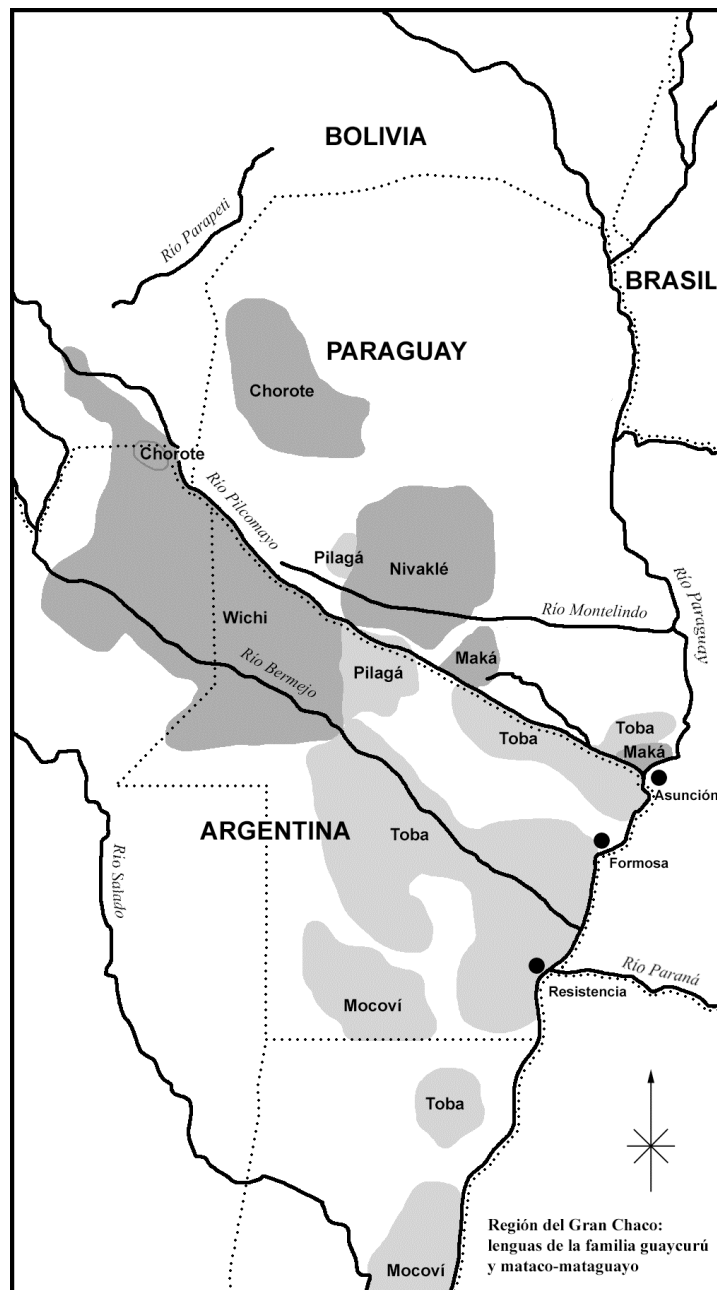 BOLIVIA
Río Parapeti
BRASIL
PARAGUAY
Chorote
Chorote
Río Pilcomayo
Pilagá
Nivaklé
Río Montelindo
Río Paraguay
Wichi
Río Bermejo
Pilagá
Maká
Toba
Toba
Maká
Asunción
ARGENTINA
Toba
Formosa
Río Salado
Río Paraná
Resistencia
Mocoví
Toba
Región del Gran Chaco:
lenguas de la familia guaycurú
y mataco-mataguayo
Mocoví